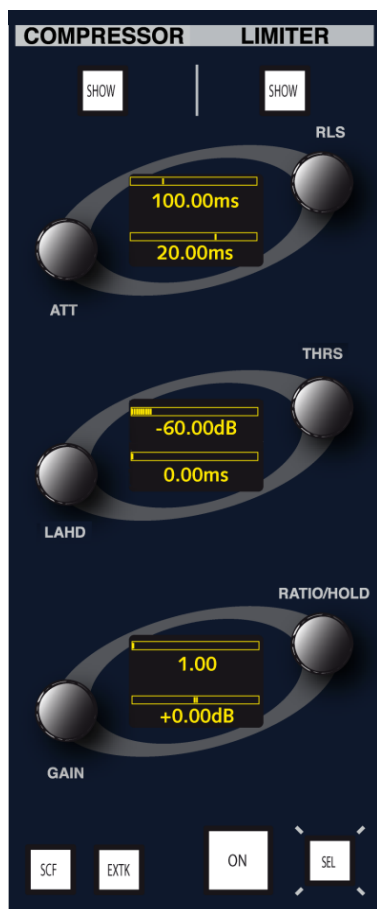 COMPRESSOR LIMITER
SHOW SHOW
RLS
100.00ms
20.00ms
ATT
THRS
-60.00dB
0.00ms
LAHD
RATIO/HOLD
1.00
+0.00dB
GAIN
SCF EXTK ON SEL